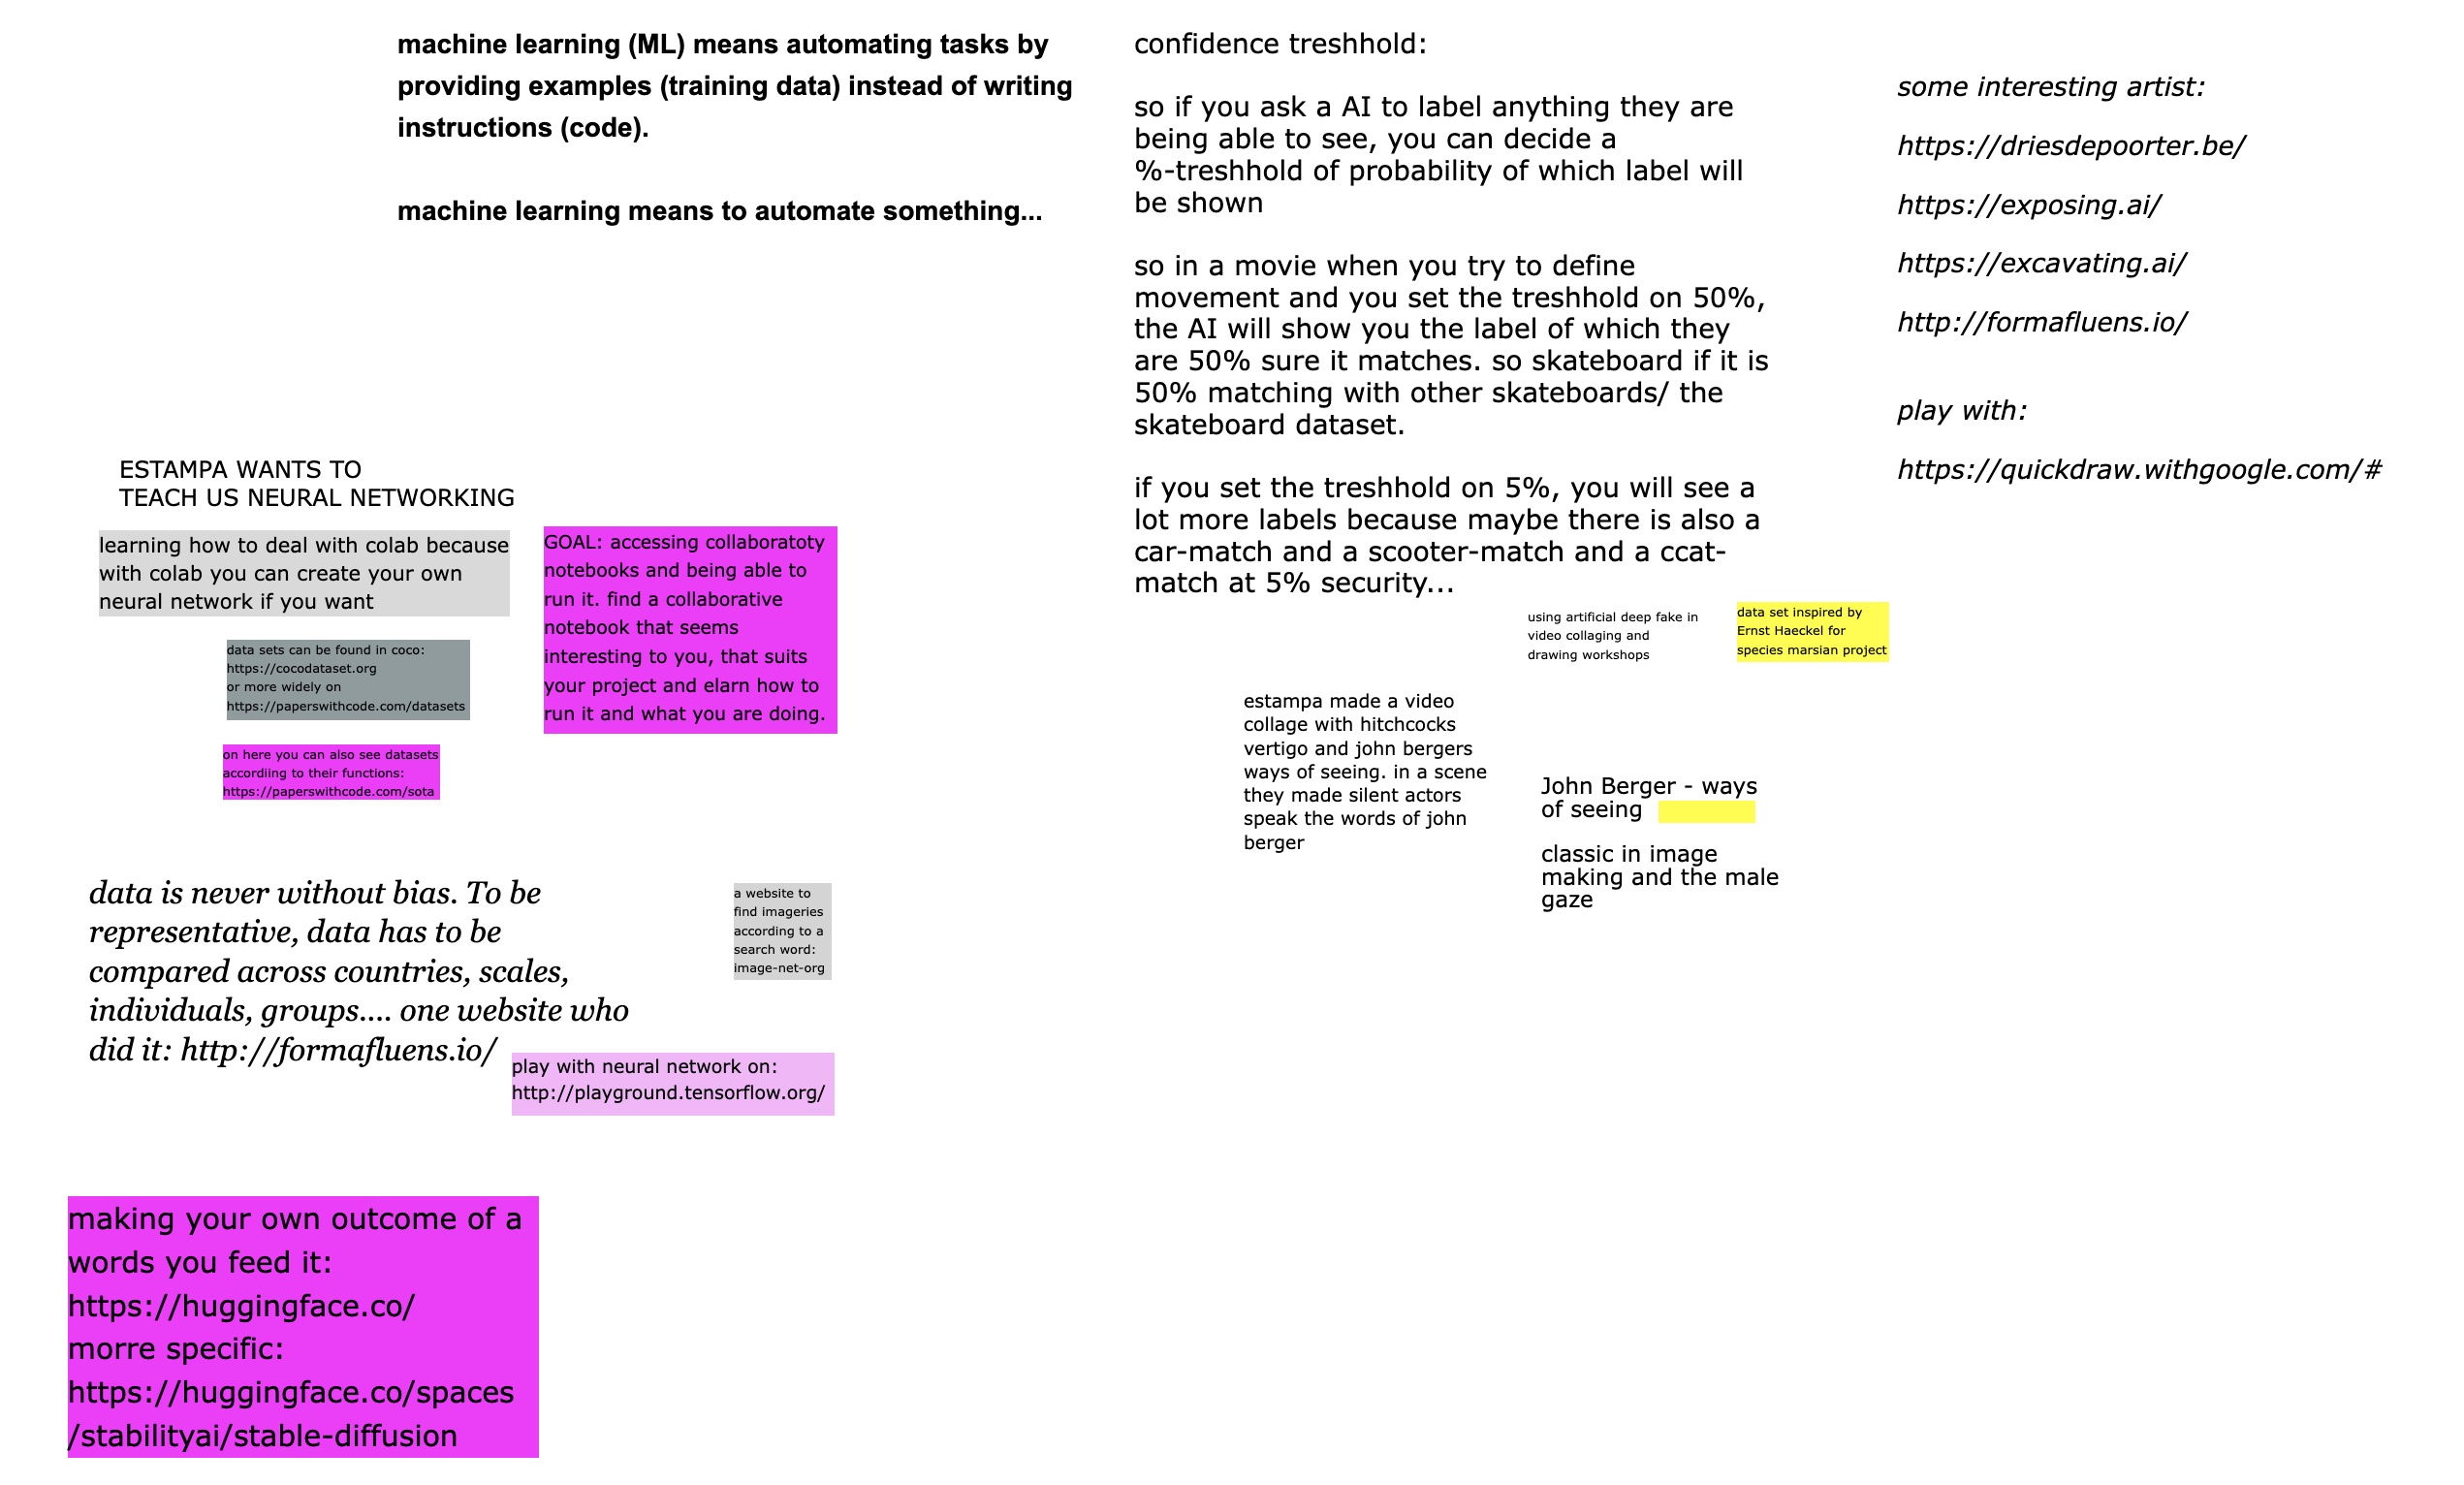 machine learning (ML) means automating tasks by
providing examples (training data) instead of writing
instructions (code).
machine learning means to automate something...
ESTAMPA WANTS TO
TEACH US NEURAL NETWORKING
learning how to deal with colab because
with colab you can create your own
neural network if you want
GOAL: accessing collaboratoty
notebooks and being able to
run it. find a collaborative
notebook that seems
interesting to you, that suits
your project and elarn how to
run it and what you are doing.
data sets can be found in coco:
https://cocodataset.org
or more widely on
https://paperswithcode.com/datasets
on here you can also see datasets
accordiing to their functions:
https://paperswithcode.com/sota
data is never without bias. To be
representative, data has to be
compared across countries, scales,
individuals, groups.... one website who
did it: http://formafluens.io/
a website to
find imageries
according to a
search word:
image-net-org
play with neural network on:
http://playground.tensorflow.org/
making your own outcome of a
words you feed it:
https://huggingface.co/
morre specific:
https://huggingface.co/spaces
/stabilityai/stable-diffusion
confidence treshhold:
so if you ask a AI to label anything they are
being able to see, you can decide a
%-treshhold of probability of which label will
be shown
so in a movie when you try to define
movement and you set the treshhold on 50%,
the AI will show you the label of which they
are 50% sure it matches. so skateboard if it is
50% matching with other skateboards/ the
skateboard dataset.
if you set the treshhold on 5%, you will see a
lot more labels because maybe there is also a
car-match and a scooter-match and a ccat-
match at 5% security...
using artificial deep fake in
video collaging and
drawing workshops
data set inspired by
Ernst Haeckel for
species marsian project
estampa made a video
collage with hitchcocks
vertigo and john bergers
ways of seeing. in a scene
they made silent actors
speak the words of john
berger
John Berger - ways
of seeing
classic in image
making and the male
gaze
some interesting artist:
https://driesdepoorter.be/
https://exposing.ai/
https://excavating.ai/
http://formafluens.io/
play with:
https://quickdraw.withgoogle.com/#